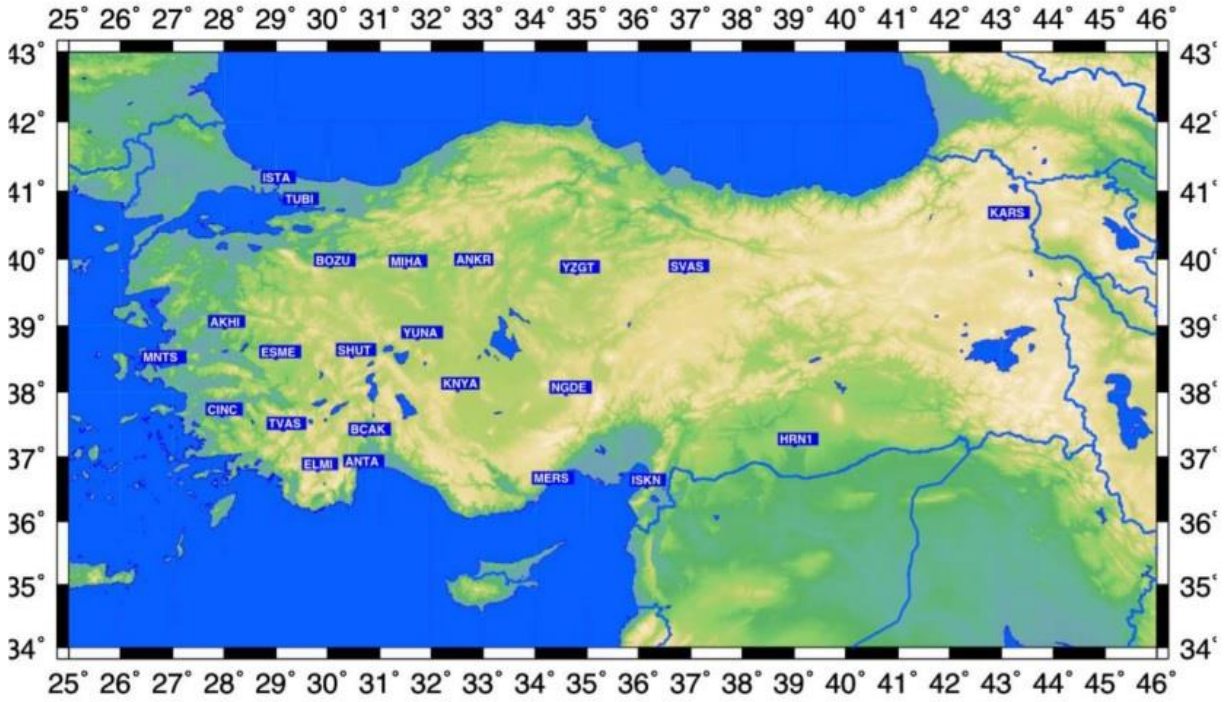 25° 26° 27° 28° 29° 30° 31° 32° 33° 34° 35° 36° 37° 38° 39° 40° 41° 42° 43° 44° 45° 46°
43° 43°
42° 42°
ISTA
41° 41°
TUBI
KARS
40° 40°
BOZU MIHA ANKR YZGT SVAS
AKHI
39° 39°
YUNA
MNTS ESME SHUT
38° 38°
KNYA NGDE
CINC
TVAS BCAK
HRN1
37° 37°
ELMI ANTA
MERS ISKN
36° 36°
35° 35°
34° 34°
25° 26° 27° 28° 29° 30° 31° 32° 33° 34° 35° 36° 37° 38° 39° 40° 41° 42° 43° 44° 45° 46°